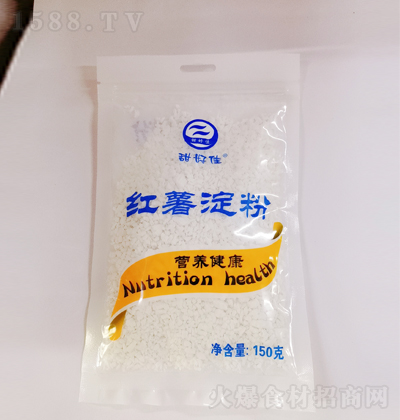 1588.TV
甜好佳®
红薯淀粉
营养健康
Nutrition health
净含量: 150克
火爆食材招商网